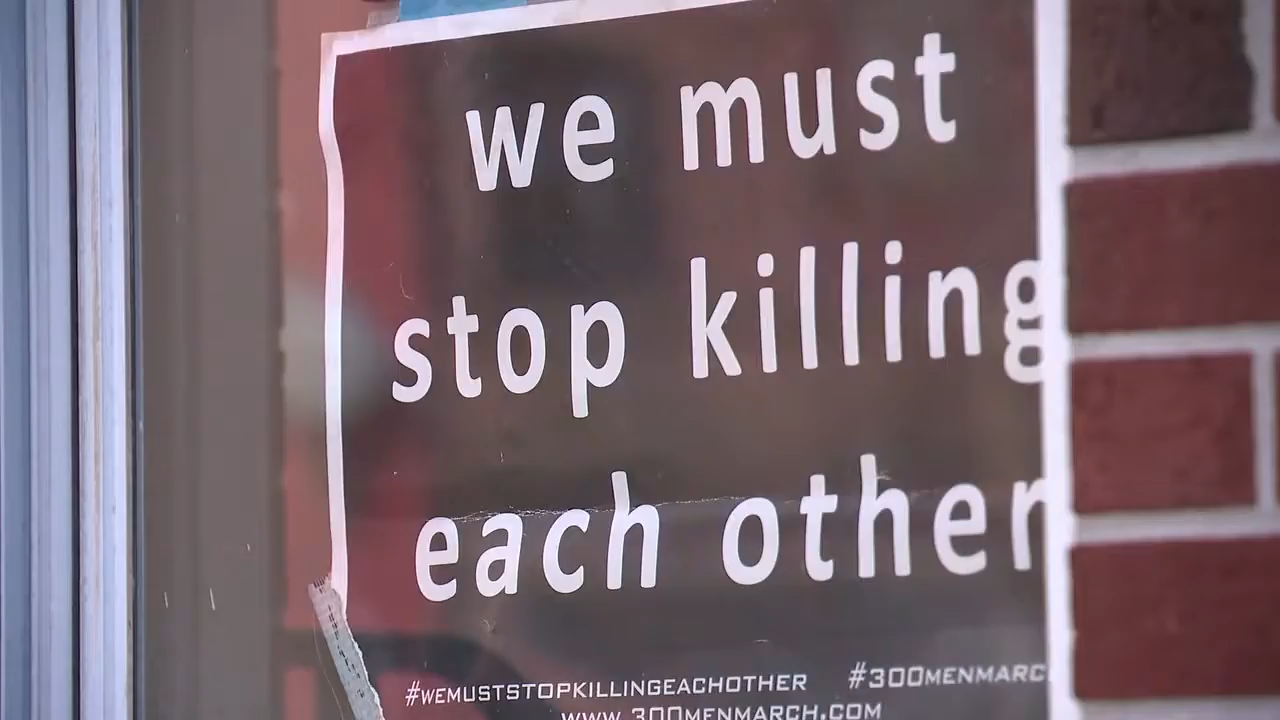 we must
stop killing
each other
#WEMUSTSTOPKILLINGEACHOTHER #300MENMARC
www.300MENMARCH.COM